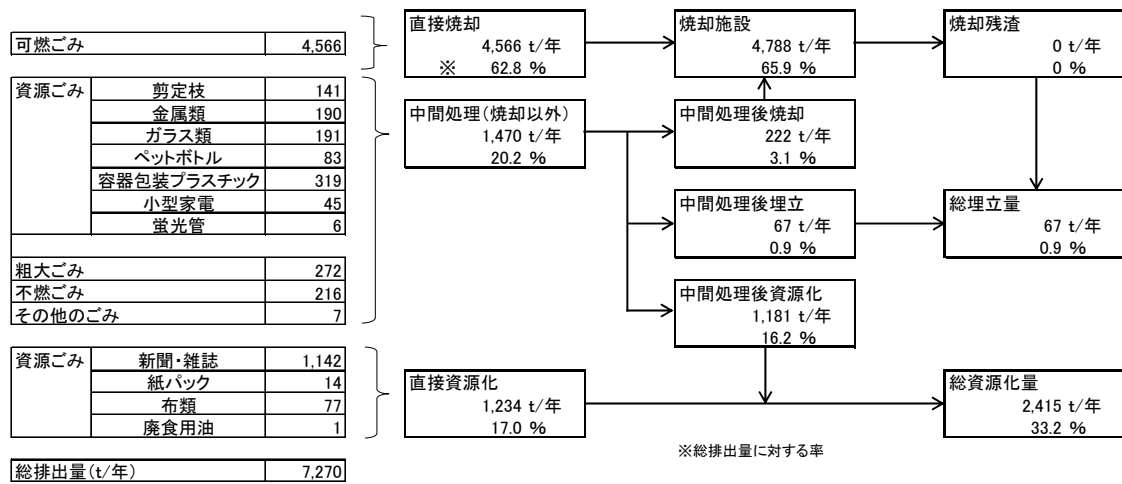 可燃ごみ 4,566
資源ごみ 剪定枝 141
金属類 190
ガラス類 191
ペットボトル 83
容器包装プラスチック 319
小型家電 45
蛍光管 6
粗大ごみ 272
不燃ごみ 216
その他のごみ 7
資源ごみ 新聞・雑誌 1,142
紙パック 14
布類 77
廃食用油 1
総排出量(t/年) 7,270
直接焼却
4,566 t/年
※ 62.8 %
焼却施設
4,788 t/年
65.9 %
焼却残渣
0 t/年
0 %
中間処理(焼却以外)
1,470 t/年
20.2 %
中間処理後焼却
222 t/年
3.1 %
中間処理後埋立
67 t/年
0.9 %
総埋立量
67 t/年
0.9 %
中間処理後資源化
1,181 t/年
16.2 %
直接資源化
1,234 t/年
17.0 %
総資源化量
2,415 t/年
33.2 %
※総排出量に対する率